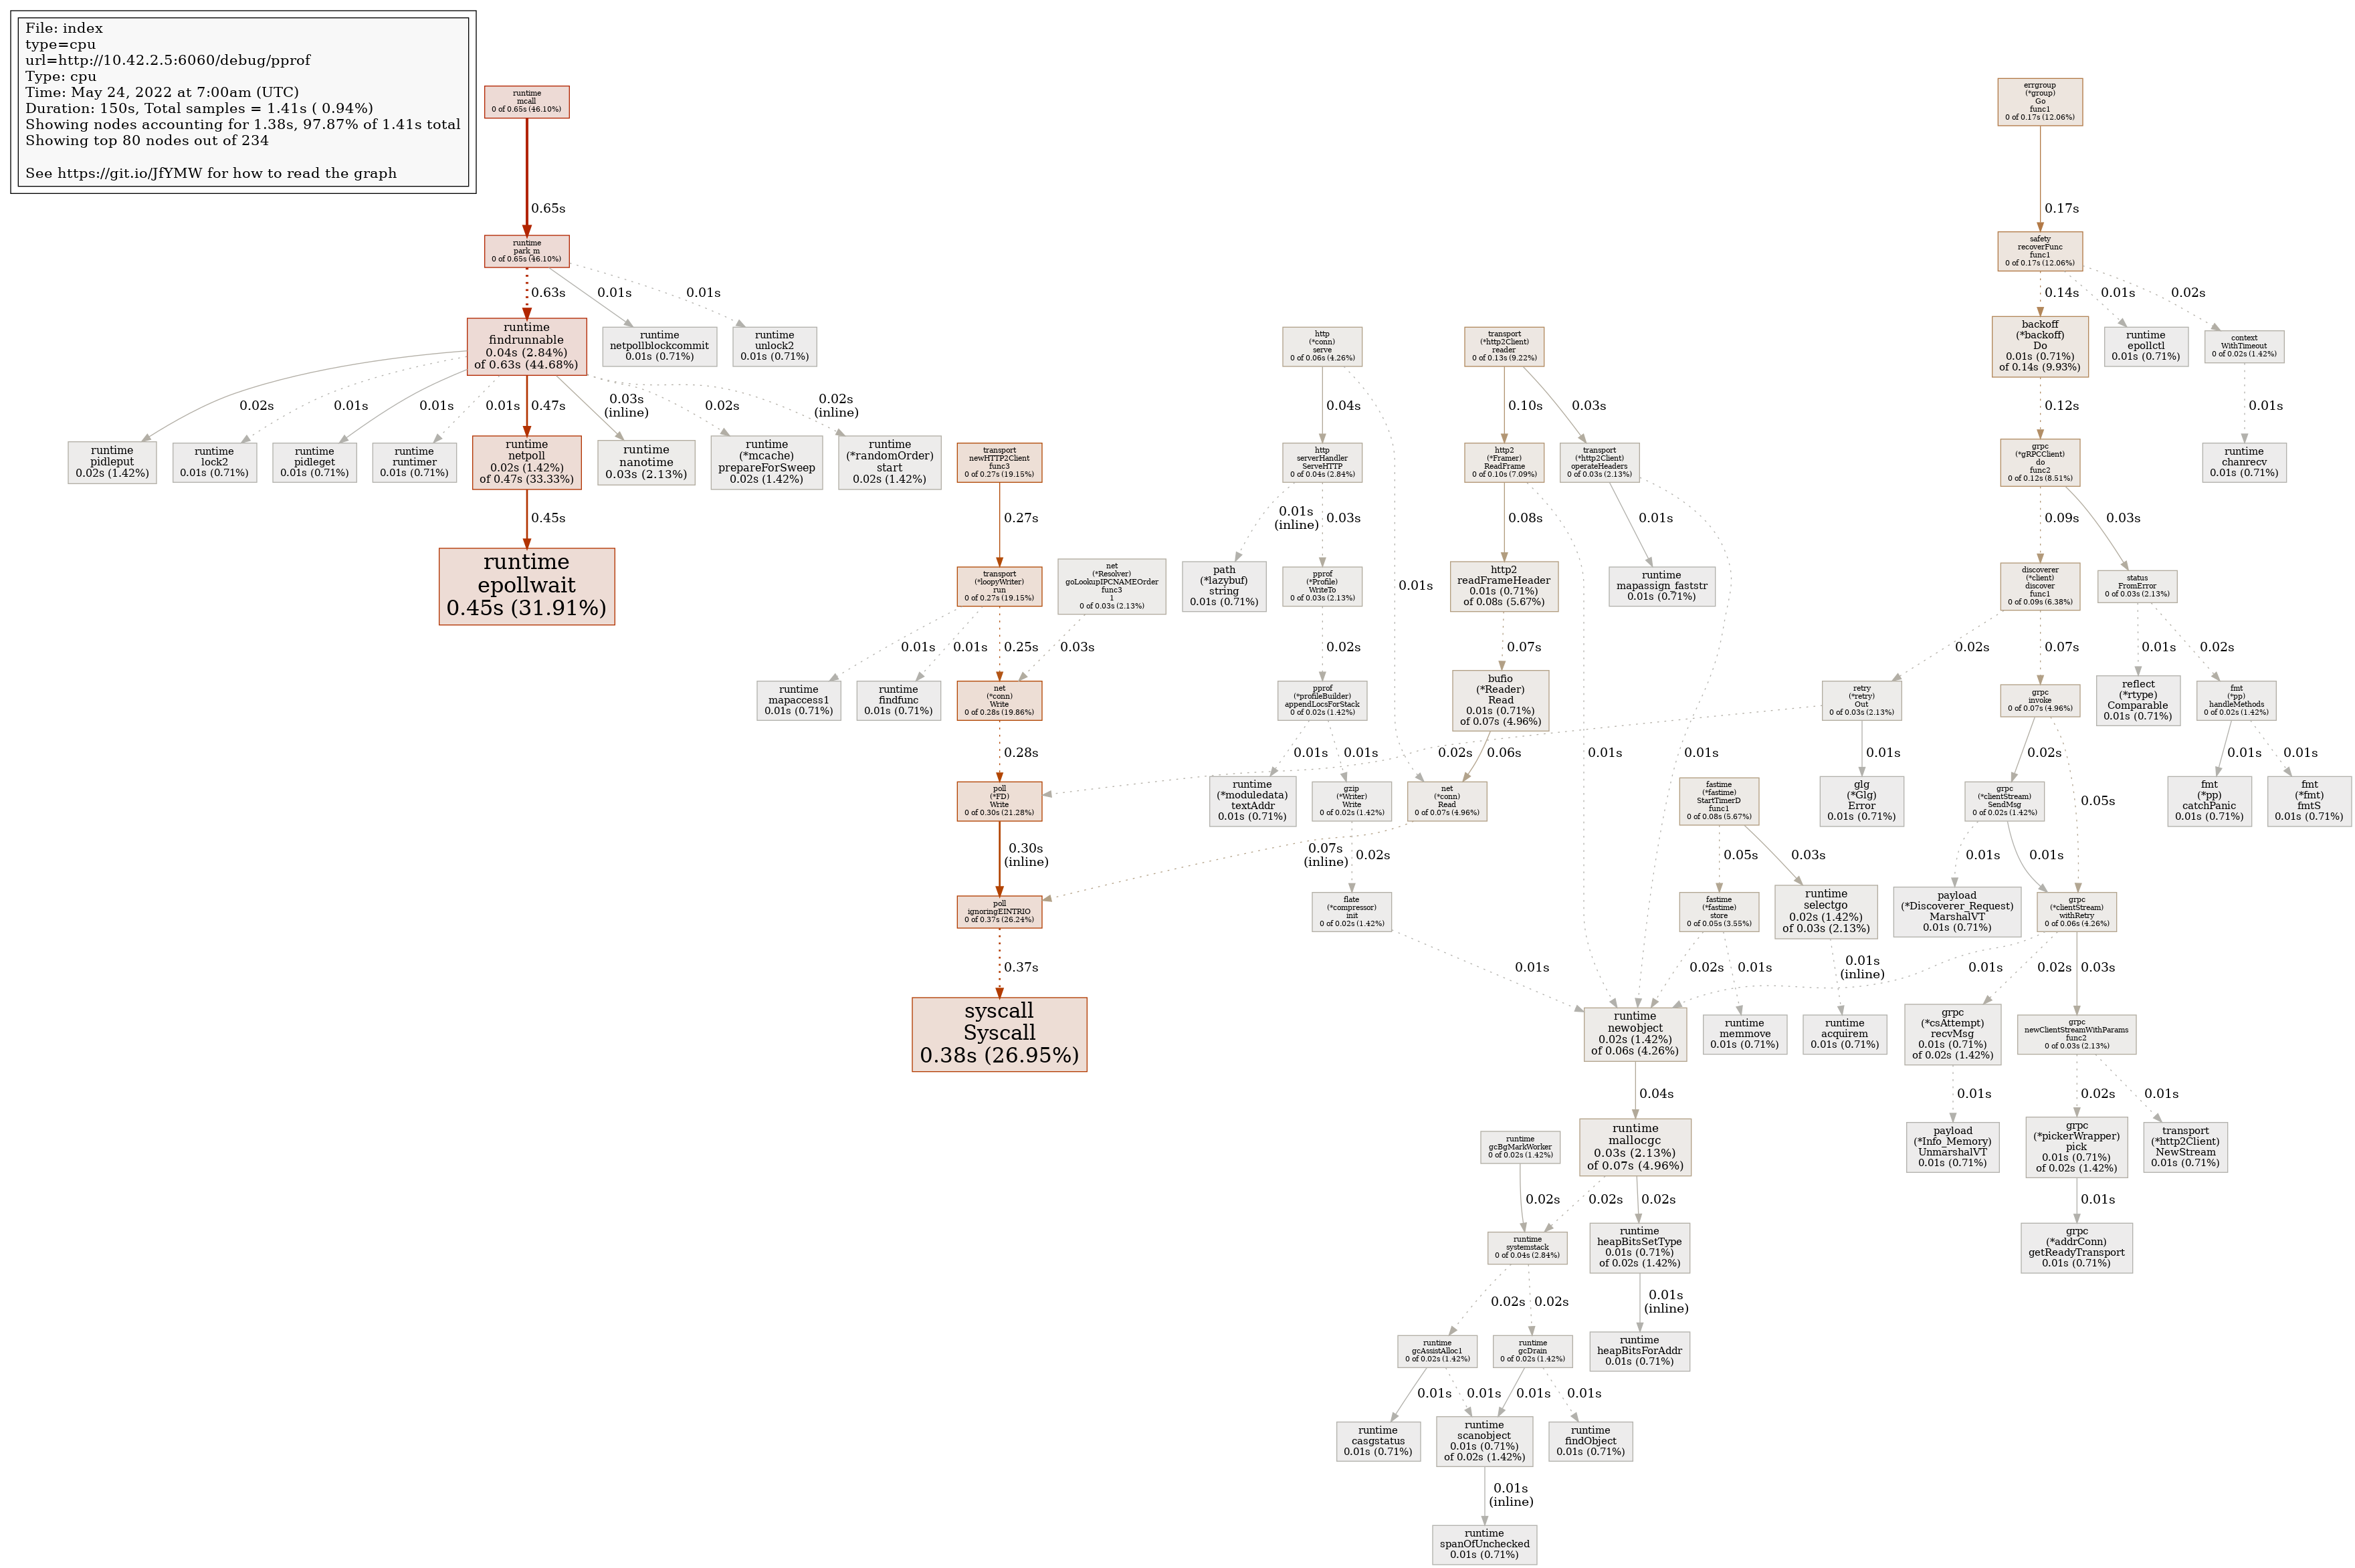 File: index
type=cpu
url=http://10.42.2.5:6060/debug/pprof
Type: cpu
Time: May 24, 2022 at 7:00am (UTC)
Duration: 150s, Total samples = 1.41s ( 0.94%)
Showing nodes accounting for 1.38s, 97.87% of 1.41s total
Showing top 80 nodes out of 234
See https://git.io/JfYMW for how to read the graph
runtime
mcall
0 of 0.65s (46.10%)
errgroup
(*group)
Go
func1
0 of 0.17s (12.06%)
0.65s
0.17s
runtime
park_m
0 of 0.65s (46.10%)
safety
recoverFunc
func1
0 of 0.17s (12.06%)
0.63s
0.01s
0.01s
0.14s
0.01s
0.02s
runtime
findrunnable
0.04s (2.84%)
of 0.63s (44.68%)
runtime
netpollblockcommit
0.01s (0.71%)
runtime
unlock2
0.01s (0.71%)
http
(*conn)
serve
0 of 0.06s (4.26%)
transport
(*http2Client)
reader
0 of 0.13s (9.22%)
backoff
(*backoff)
Do
0.01s (0.71%)
of 0.14s (9.93%)
runtime
epollctl
0.01s (0.71%)
context
WithTimeout
0 of 0.02s (1.42%)
0.02s
0.01s
0.01s
0.01s
0.47s
0.03s
(inline)
0.02s
0.02s
(inline)
0.04s
0.10s
0.03s
0.12s
0.01s
runtime
pidleput
0.02s (1.42%)
runtime
lock2
0.01s (0.71%)
runtime
pidleget
0.01s (0.71%)
runtime
runtimer
0.01s (0.71%)
runtime
netpoll
0.02s (1.42%)
of 0.47s (33.33%)
runtime
nanotime
0.03s (2.13%)
runtime
(*mcache)
prepareForSweep
0.02s (1.42%)
runtime
(*randomOrder)
start
0.02s (1.42%)
transport
newHTTP2Client
func3
0 of 0.27s (19.15%)
http
serverHandler
ServeHTTP
0 of 0.04s (2.84%)
http2
(*Framer)
ReadFrame
0 of 0.10s (7.09%)
transport
(*http2Client)
operateHeaders
0 of 0.03s (2.13%)
grpc
(*gRPCClient)
do
func2
0 of 0.12s (8.51%)
runtime
chanrecv
0.01s (0.71%)
0.45s
0.27s
0.01s
(inline)
0.03s
0.08s
0.01s
0.09s
0.03s
runtime
epollwait
0.45s (31.91%)
transport
(*loopyWriter)
run
0 of 0.27s (19.15%)
net
(*Resolver)
goLookupIPCNAMEOrder
func3
1
0 of 0.03s (2.13%)
path
(*lazybuf)
string
0.01s (0.71%)
pprof
(*Profile)
WriteTo
0 of 0.03s (2.13%)
0.01s
http2
readFrameHeader
0.01s (0.71%)
of 0.08s (5.67%)
runtime
mapassign_faststr
0.01s (0.71%)
discoverer
(*client)
discover
func1
0 of 0.09s (6.38%)
status
FromError
0 of 0.03s (2.13%)
0.01s
0.01s
0.25s
0.03s
0.02s
0.07s
0.02s
0.07s
0.01s
0.02s
runtime
mapaccess1
0.01s (0.71%)
runtime
findfunc
0.01s (0.71%)
net
(*conn)
Write
0 of 0.28s (19.86%)
pprof
(*profileBuilder)
appendLocsForStack
0 of 0.02s (1.42%)
bufio
(*Reader)
Read
0.01s (0.71%)
of 0.07s (4.96%)
retry
(*retry)
Out
0 of 0.03s (2.13%)
grpc
invoke
0 of 0.07s (4.96%)
reflect
(*rtype)
Comparable
0.01s (0.71%)
fmt
(*pp)
handleMethods
0 of 0.02s (1.42%)
0.28s
0.01s
0.01s
0.02s
0.06s
0.01s
0.01s
0.01s
0.02s
0.01s
0.01s
poll
(*FD)
Write
0 of 0.30s (21.28%)
runtime
(*moduledata)
textAddr
0.01s (0.71%)
gzip
(*Writer)
Write
0 of 0.02s (1.42%)
net
(*conn)
Read
0 of 0.07s (4.96%)
fastime
(*fastime)
StartTimerD
func1
0 of 0.08s (5.67%)
glg
(*Glg)
Error
0.01s (0.71%)
grpc
(*clientStream)
SendMsg
0 of 0.02s (1.42%)
0.05s
fmt
(*pp)
catchPanic
0.01s (0.71%)
fmt
(*fmt)
fmtS
0.01s (0.71%)
0.30s
(inline)
0.07s
(inline)
0.02s
0.05s
0.03s
0.01s
0.01s
poll
ignoringEINTRIO
0 of 0.37s (26.24%)
flate
(*compressor)
init
0 of 0.02s (1.42%)
fastime
(*fastime)
store
0 of 0.05s (3.55%)
runtime
selectgo
0.02s (1.42%)
of 0.03s (2.13%)
payload
(*Discoverer_Request)
MarshalVT
0.01s (0.71%)
grpc
(*clientStream)
withRetry
0 of 0.06s (4.26%)
0.37s
0.01s
0.02s
0.01s
0.01s
(inline)
0.01s
0.02s
0.03s
syscall
Syscall
0.38s (26.95%)
runtime
newobject
0.02s (1.42%)
of 0.06s (4.26%)
runtime
memmove
0.01s (0.71%)
runtime
acquirem
0.01s (0.71%)
grpc
(*csAttempt)
recvMsg
0.01s (0.71%)
of 0.02s (1.42%)
grpc
newClientStreamWithParams
func2
0 of 0.03s (2.13%)
0.04s
0.01s
0.02s
0.01s
runtime
gcBgMarkWorker
0 of 0.02s (1.42%)
runtime
mallocgc
0.03s (2.13%)
of 0.07s (4.96%)
payload
(*Info_Memory)
UnmarshalVT
0.01s (0.71%)
grpc
(*pickerWrapper)
pick
0.01s (0.71%)
of 0.02s (1.42%)
transport
(*http2Client)
NewStream
0.01s (0.71%)
0.02s
0.02s
0.02s
0.01s
runtime
systemstack
0 of 0.04s (2.84%)
runtime
heapBitsSetType
0.01s (0.71%)
of 0.02s (1.42%)
grpc
(*addrConn)
getReadyTransport
0.01s (0.71%)
0.02s
0.02s
0.01s
(inline)
runtime
gcAssistAlloc1
0 of 0.02s (1.42%)
runtime
gcDrain
0 of 0.02s (1.42%)
runtime
heapBitsForAddr
0.01s (0.71%)
0.01s
0.01s
0.01s
0.01s
runtime
casgstatus
0.01s (0.71%)
runtime
scanobject
0.01s (0.71%)
of 0.02s (1.42%)
runtime
findObject
0.01s (0.71%)
0.01s
(inline)
runtime
spanOfUnchecked
0.01s (0.71%)